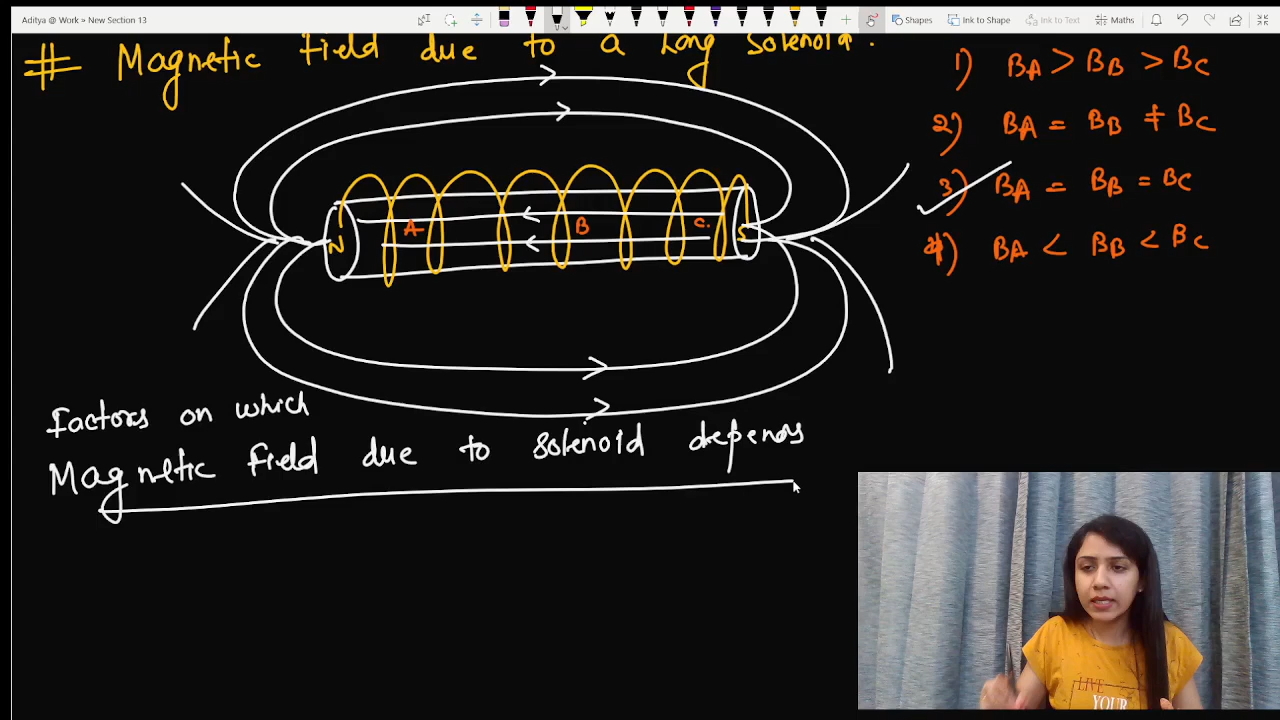 Aditya @ Work » New Section 13
Shapes
Ink to Shape
Ink to Text
Maths
# Magnetic field due to a long solenoid.
N
A
B
C.
S
1) BA > BB > BC
2) BA = BB ≠ BC
3) BA = BB = BC
4) BA < BB < BC
factors on which
Magnetic field due to solenoid depends
LIVE
YOUR